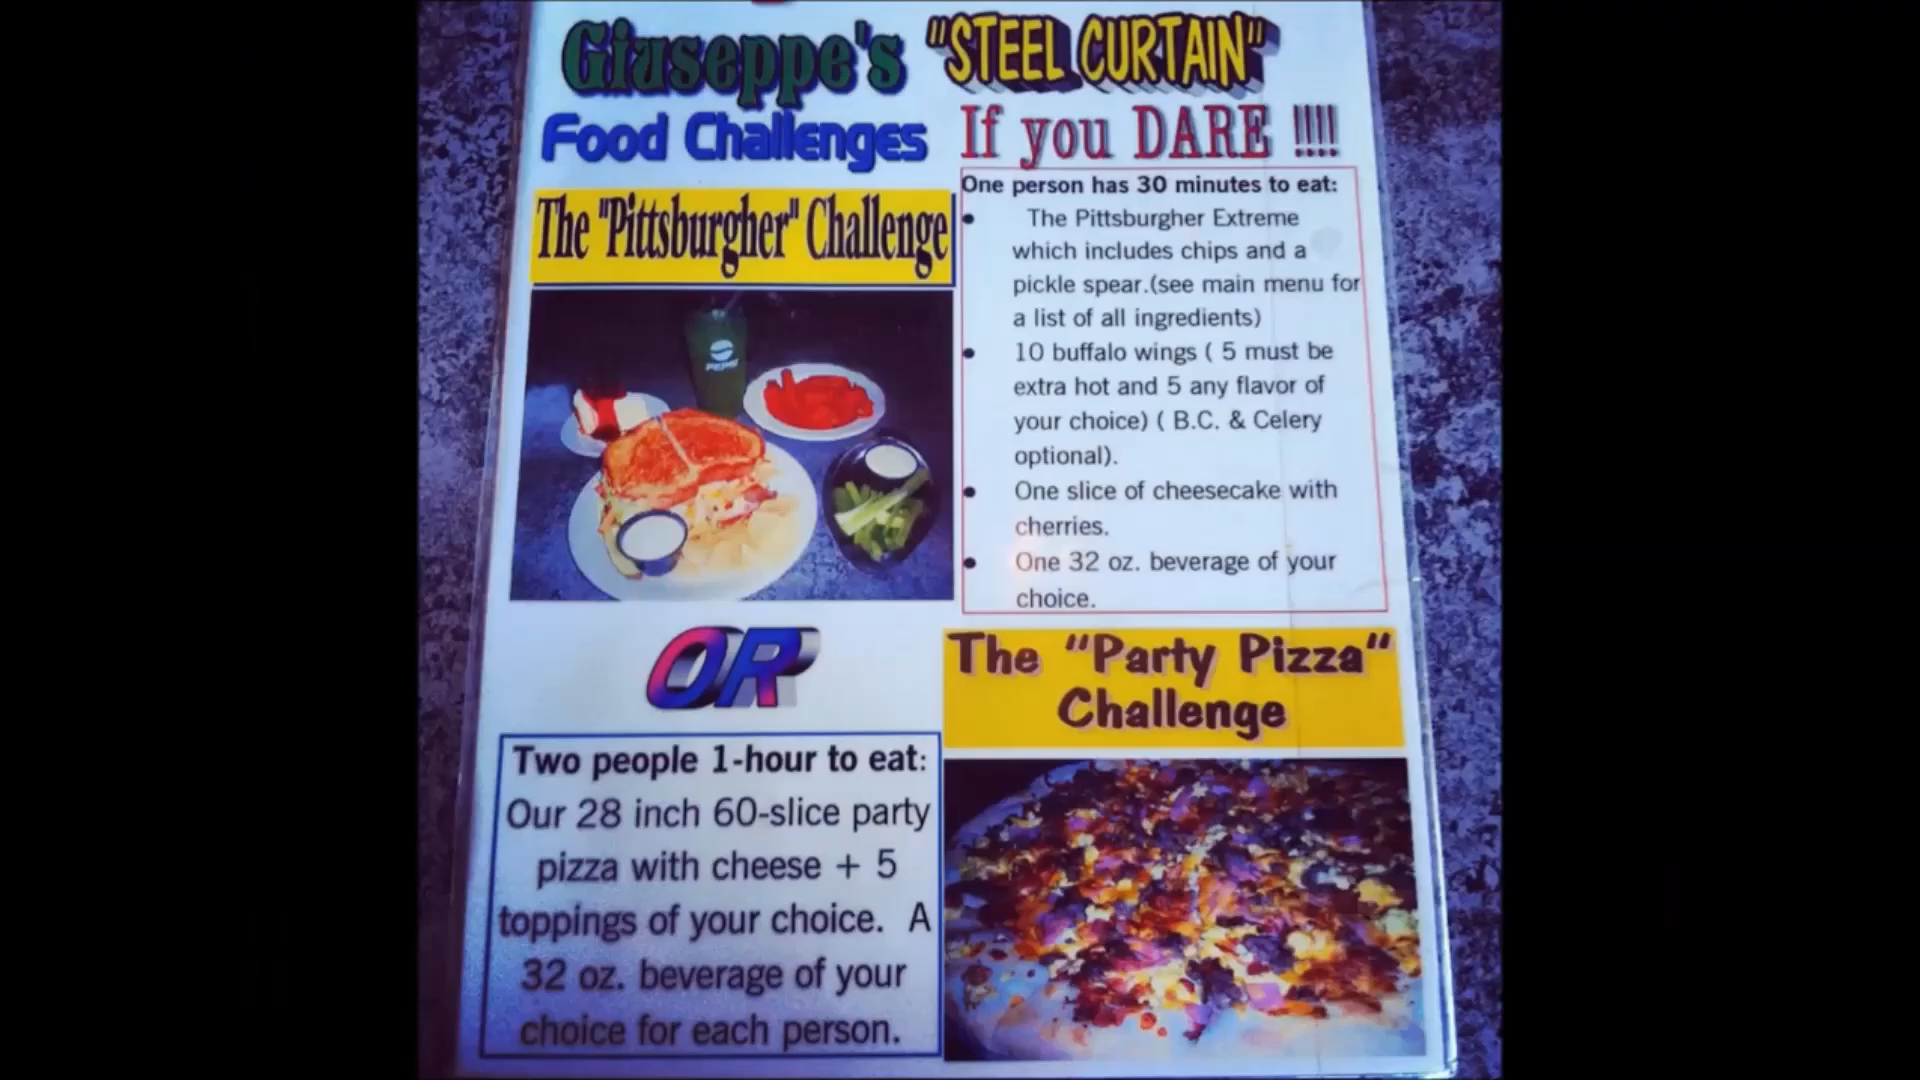 Giuseppe's "STEEL CURTAIN"
Food Challenges If you DARE !!!!
The "Pittsburgher" Challenge
PEPSI
One person has 30 minutes to eat:
• The Pittsburgher Extreme
which includes chips and a
pickle spear.(see main menu for
a list of all ingredients)
• 10 buffalo wings ( 5 must be
extra hot and 5 any flavor of
your choice) ( B.C. & Celery
optional).
• One slice of cheesecake with
cherries.
• One 32 oz. beverage of your
choice.
OR
The "Party Pizza"
Challenge
Two people 1-hour to eat:
Our 28 inch 60-slice party
pizza with cheese + 5
toppings of your choice. A
32 oz. beverage of your
choice for each person.